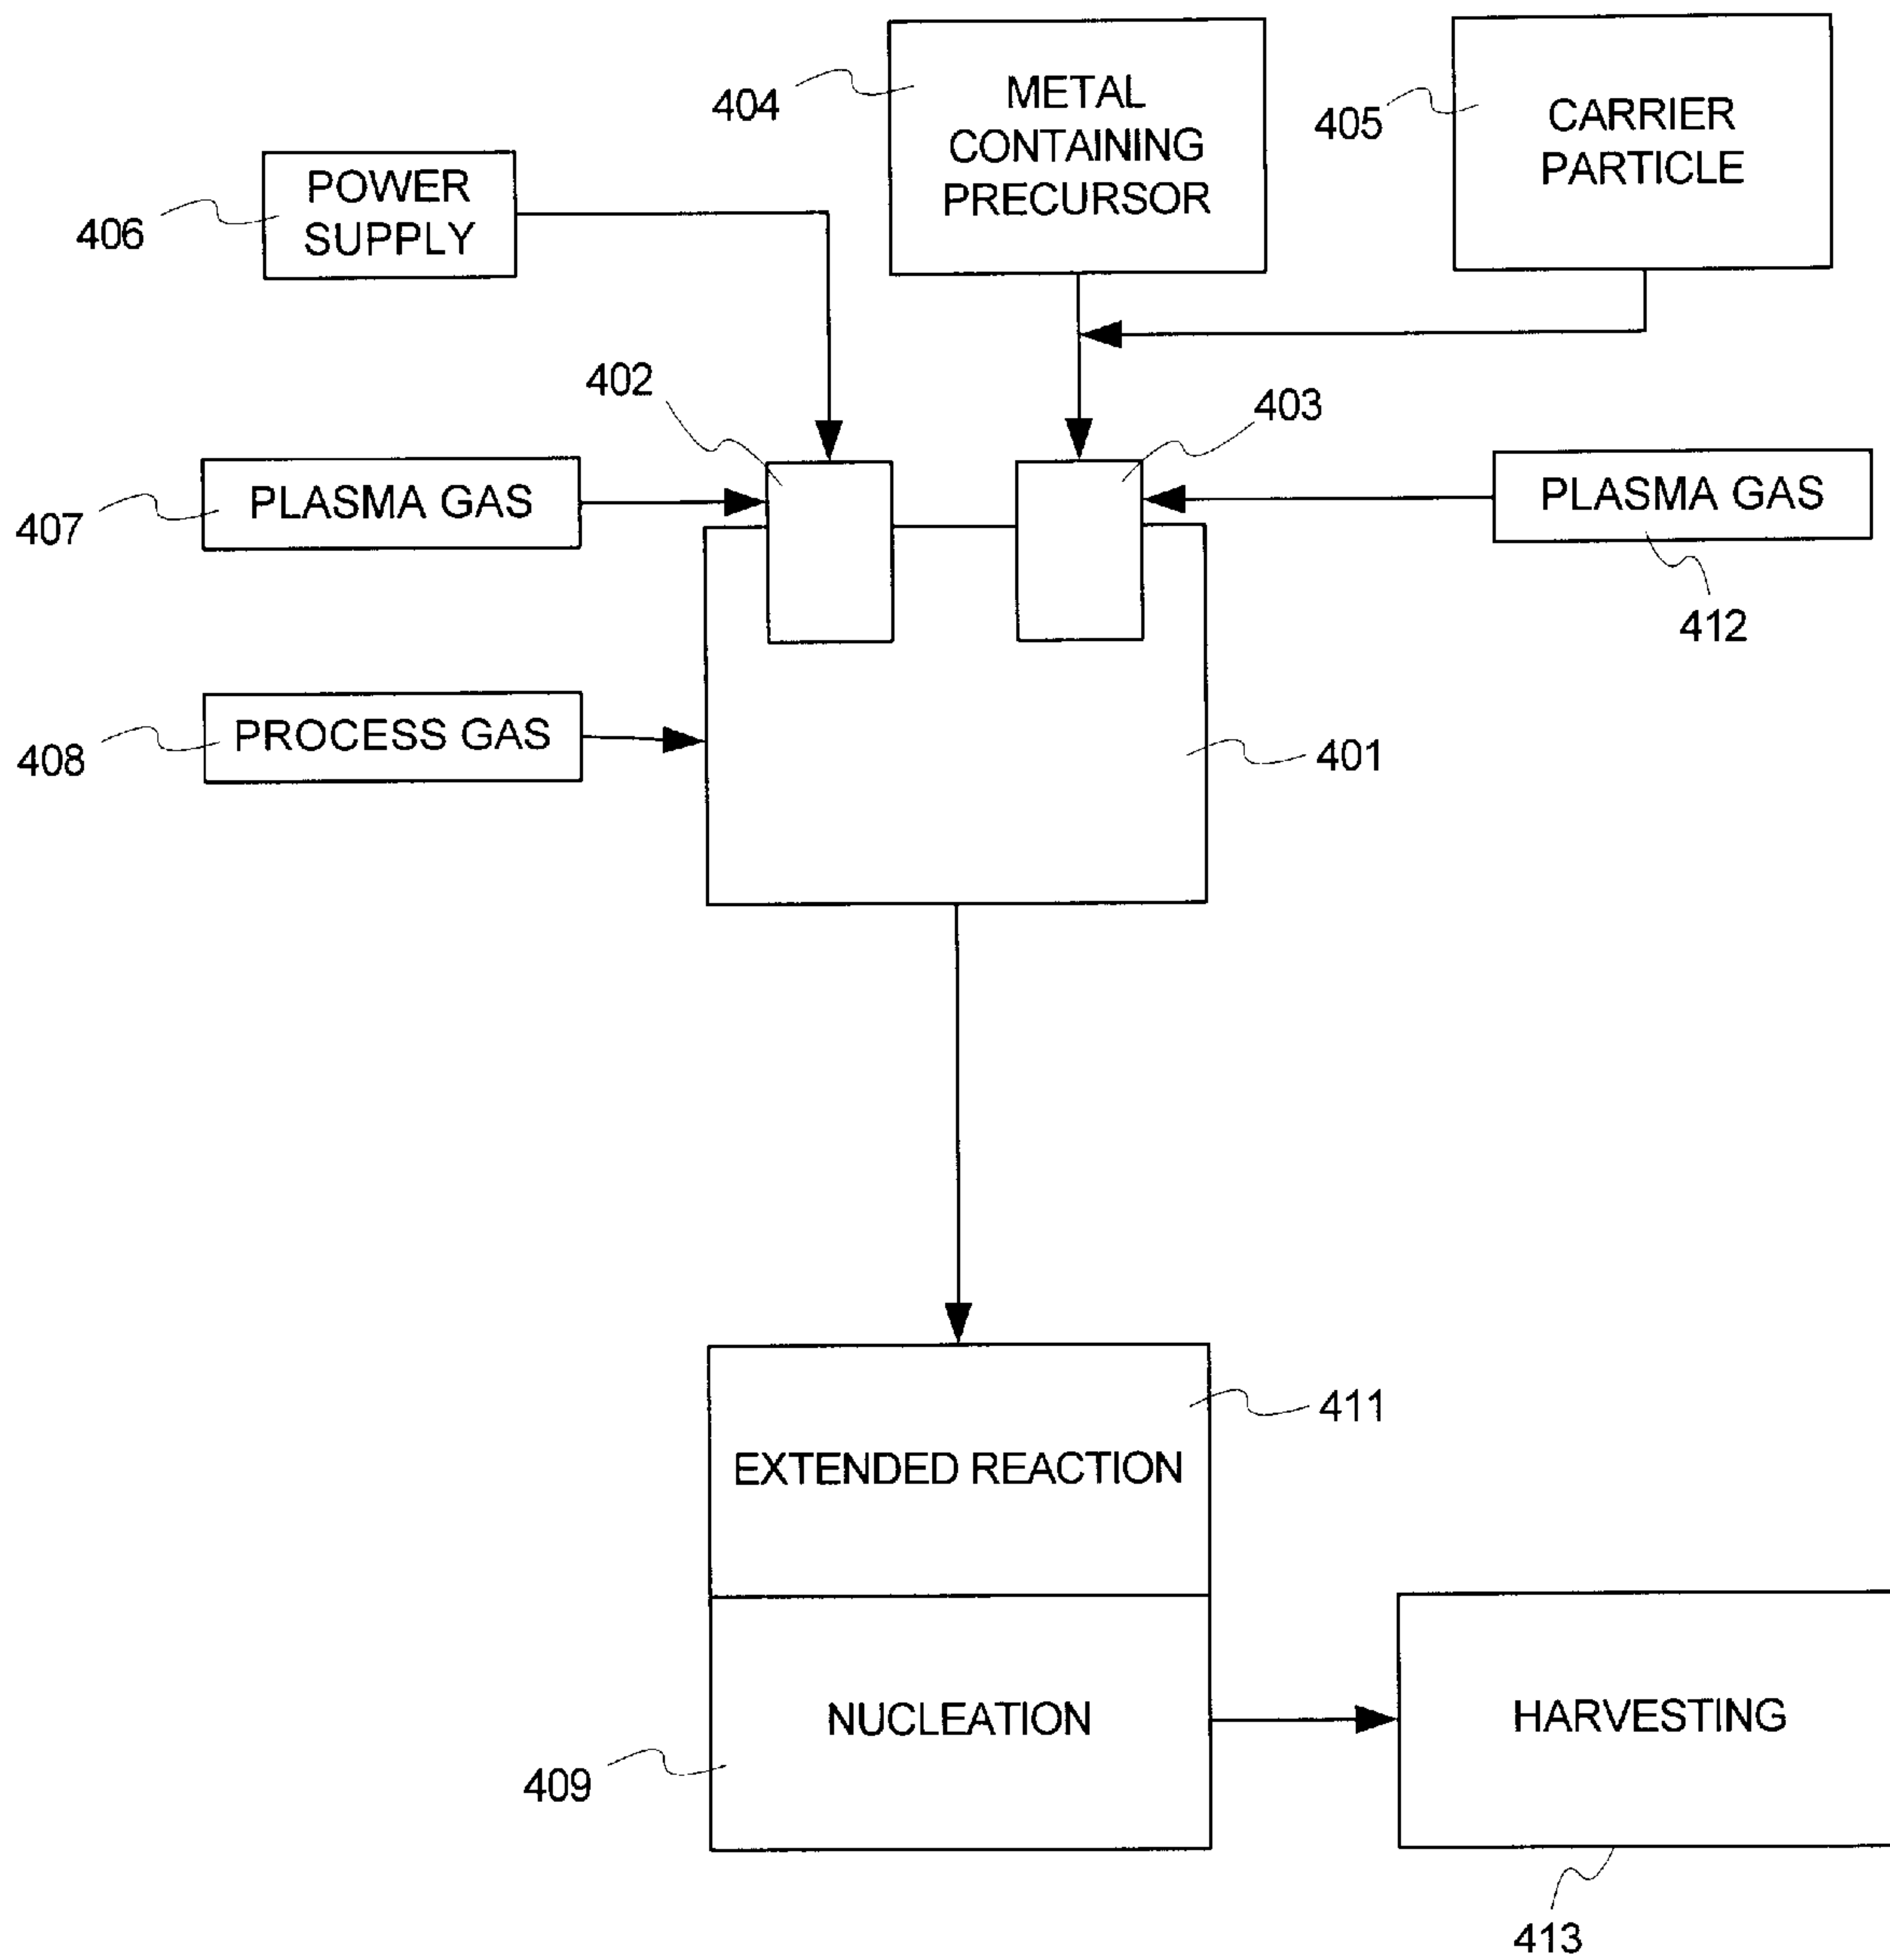 METAL
CONTAINING
PRECURSOR
404
CARRIER
PARTICLE
405
POWER
SUPPLY
406
402
403
PLASMA GAS
407
PLASMA GAS
412
PROCESS GAS
408
401
411
EXTENDED REACTION
NUCLEATION
409
HARVESTING
413